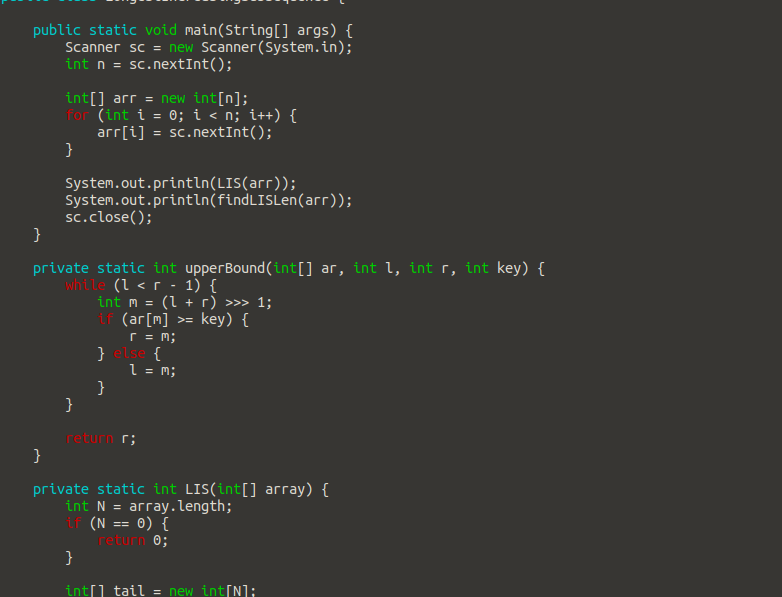 public static void main(String[] args) {
Scanner sc = new Scanner(System.in);
int n = sc.nextInt();
int[] arr = new int[n];
for (int i = 0; i < n; i++) {
arr[i] = sc.nextInt();
}
System.out.println(LIS(arr));
System.out.println(findLISLen(arr));
sc.close();
}
private static int upperBound(int[] ar, int l, int r, int key) {
while (l < r - 1) {
int m = (l + r) >>> 1;
if (ar[m] >= key) {
r = m;
} else {
l = m;
}
}
return r;
}
private static int LIS(int[] array) {
int N = array.length;
if (N == 0) {
return 0;
}
int[] tail = new int[N];